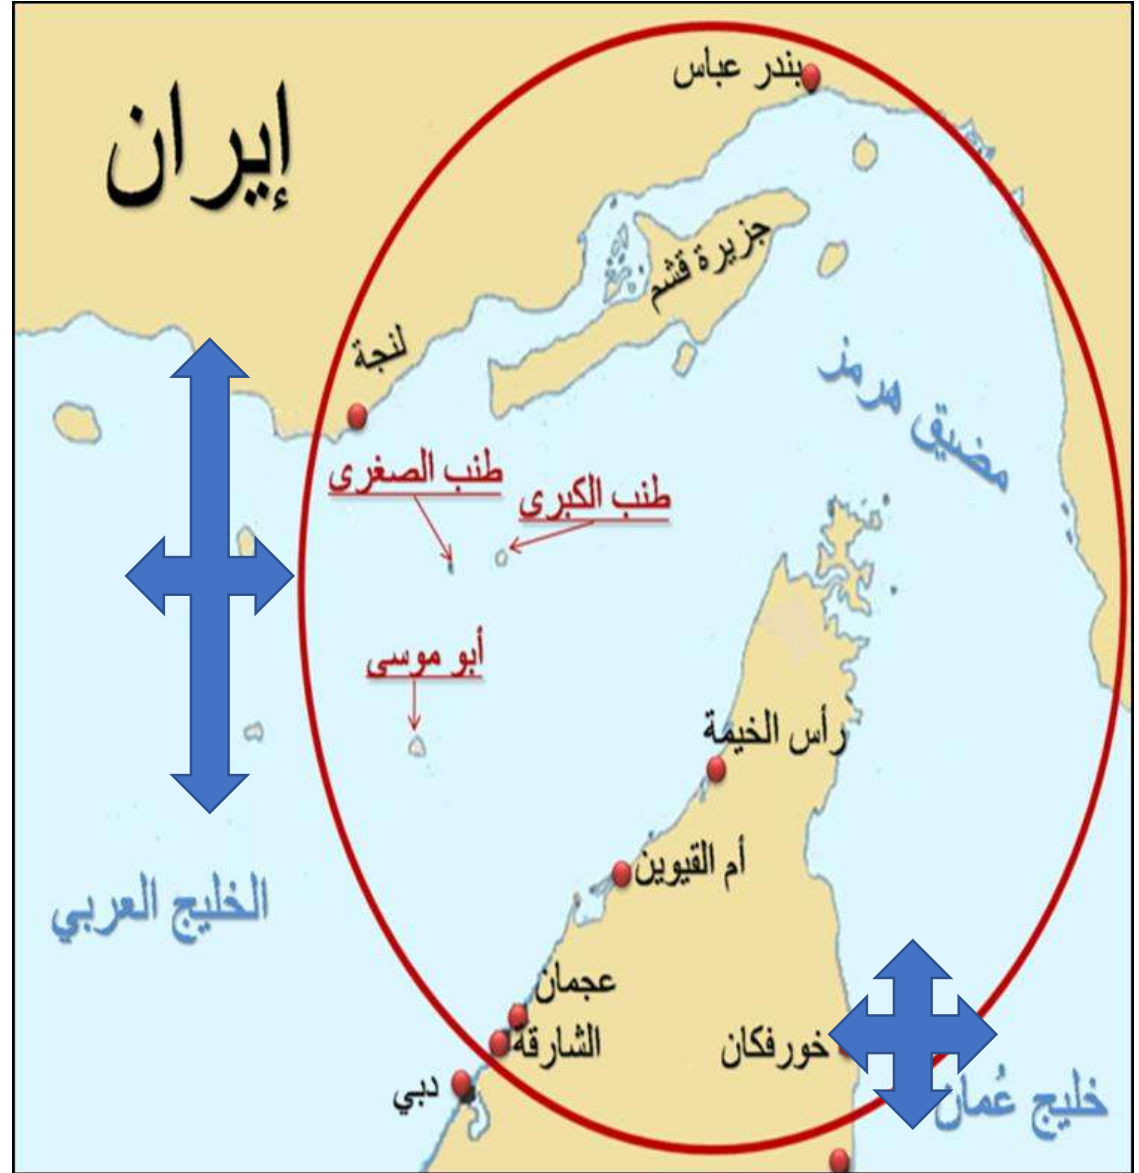 بندر عباس
إيران
جزيرة قشم
لنجة
مضيق هرمز
طنب الصغرى
طنب الكبرى
أبو موسى
رأس الخيمة
أم القيوين
الخليج العربي
عجمان
الشارقة
خورفكان
دبي
خليج عُمان